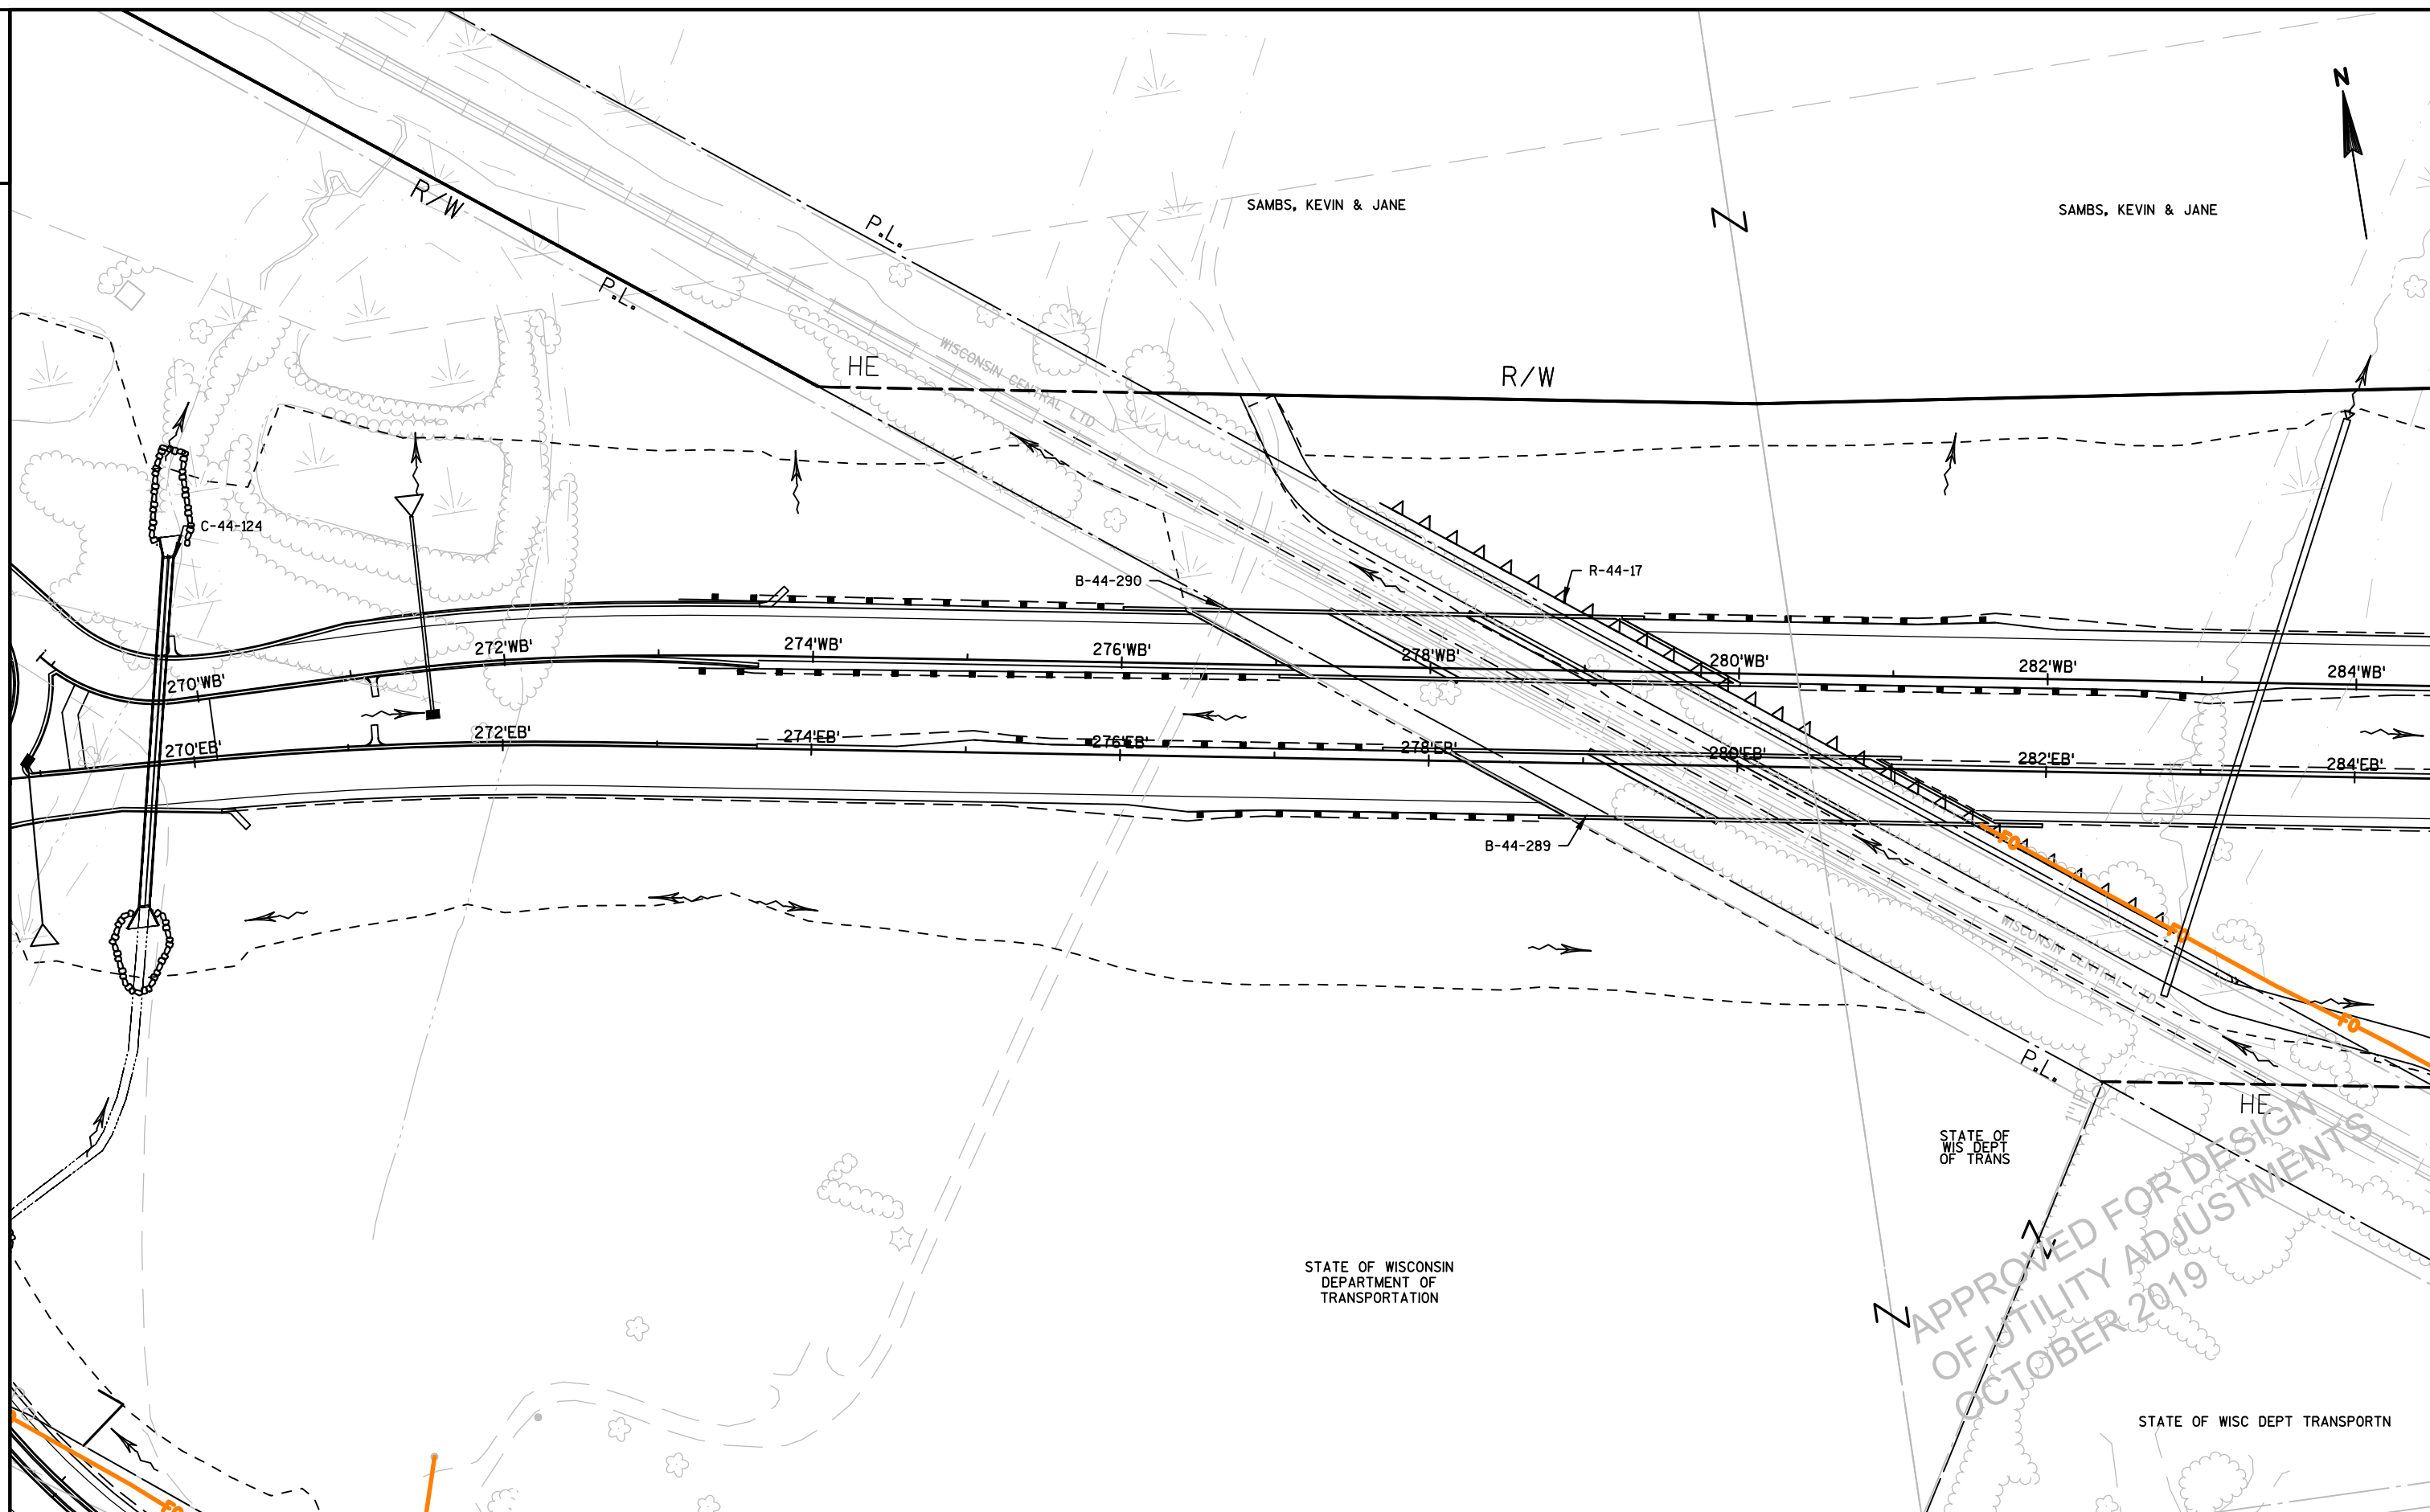 N
SAMBS, KEVIN & JANE
SAMBS, KEVIN & JANE
R/W
P.L.
P.L.
HE
WISCONSIN CENTRAL LTD
R/W
C-44-124
B-44-290
R-44-17
270'WB'
272'WB'
274'WB'
276'WB'
278'WB'
280'WB'
282'WB'
284'WB'
270'EB'
272'EB'
274'EB'
276'EB'
278'EB'
280'EB'
282'EB'
284'EB'
B-44-289
FO
FO
FO
WISCONSIN CENTRAL LTD
P.L.
HE
STATE OF
WIS DEPT
OF TRANS
STATE OF WISCONSIN
DEPARTMENT OF
TRANSPORTATION
APPROVED FOR DESIGN
OF UTILITY ADJUSTMENTS
OCTOBER 2019
STATE OF WISC DEPT TRANSPORTN
FO